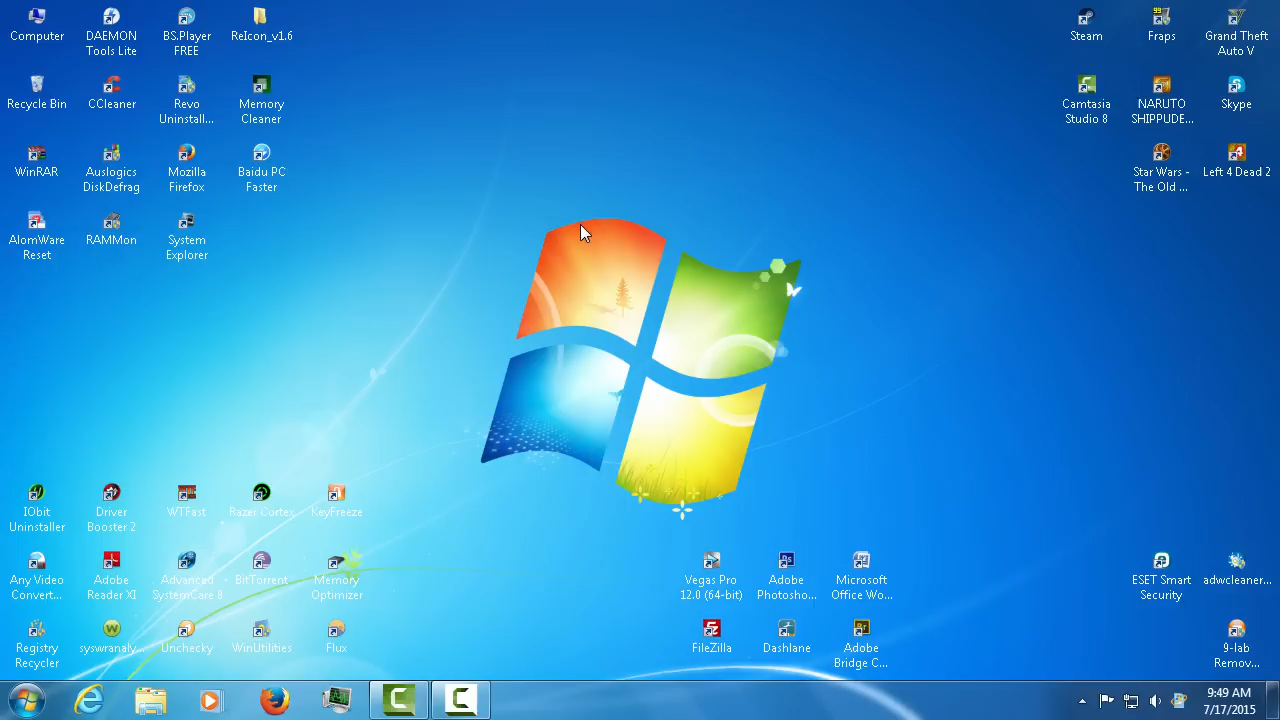 Computer
DAEMON
Tools Lite
BS.Player
FREE
ReIcon_v1.6
Steam
Fraps
Grand Theft
Auto V
Recycle Bin
CCleaner
Revo
Uninstall...
Memory
Cleaner
Camtasia
Studio 8
NARUTO
SHIPPUDE...
Skype
WinRAR
Auslogics
DiskDefrag
Mozilla
Firefox
Baidu PC
Faster
Star Wars -
The Old ...
Left 4 Dead 2
AlomWare
Reset
RAMMon
System
Explorer
IObit
Uninstaller
Driver
Booster 2
WTFast
Razer Cortex
KeyFreeze
Any Video
Convert...
Adobe
Reader XI
Advanced
SystemCare 8
BitTorrent
Memory
Optimizer
Vegas Pro
12.0 (64-bit)
Adobe
Photosho...
Microsoft
Office Wo...
ESET Smart
Security
adwcleaner...
Registry
Recycler
syswranaly...
Unchecky
WinUtilities
Flux
FileZilla
Dashlane
Adobe
Bridge C...
9-lab
Remov...
9:49 AM
7/17/2015